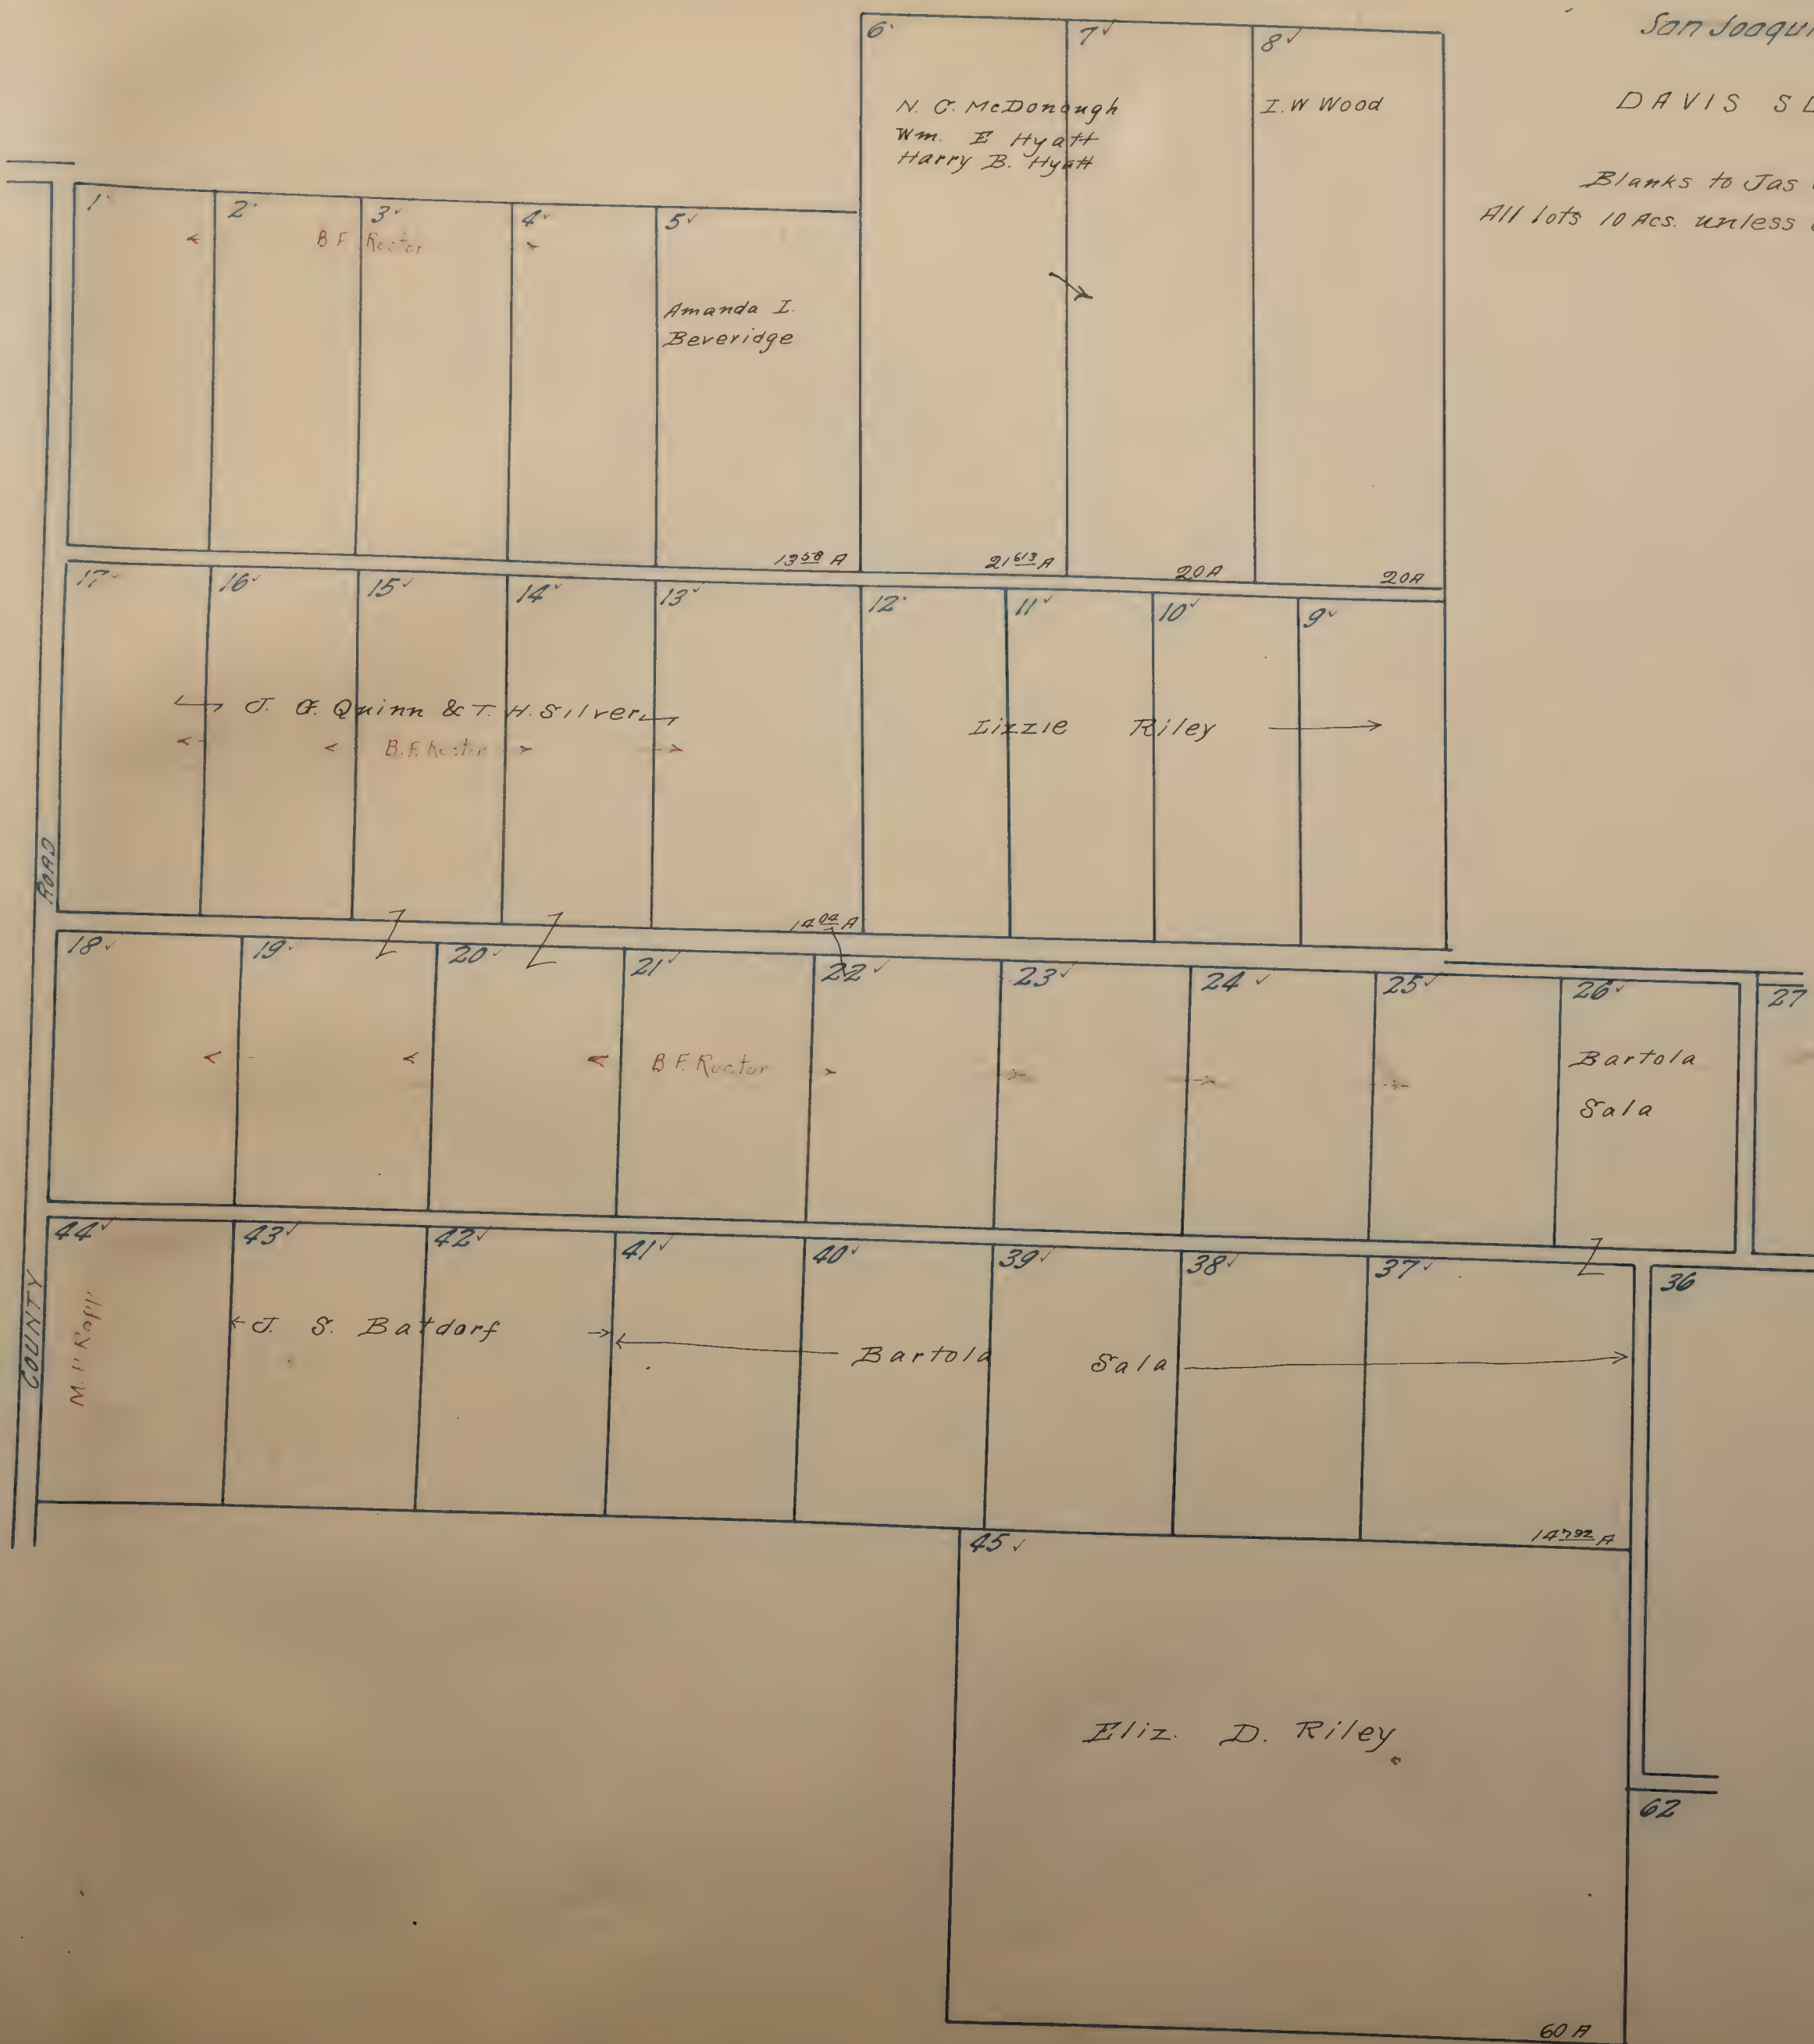 San Joaqui
DAVIS S
Blanks to Jas
All lots 10 Acs. unless
6 7 8
N. C. McDonough
Wm. E Hyatt
Harry B. Hyatt
I. W Wood
1 2 3 4 5
B F Rector
Amanda I.
Beveridge
13 58 A
21 613 A
20A
20A
17 16 15 14 13 12 11 10 9
J. F. Quinn & T. H. Silver
B. F. Rector
Lizzie Riley
14 04 A
ROAD
18 19 20 21 22 23 24 25 26 27
B F. Rector
Bartola
Sala
44 43 42 41 40 39 38 37 36
COUNTY
M. H Ropp
J. S. Batdorf
Bartola Sala
14 792 A
45
Eliz. D. Riley
62
60 A